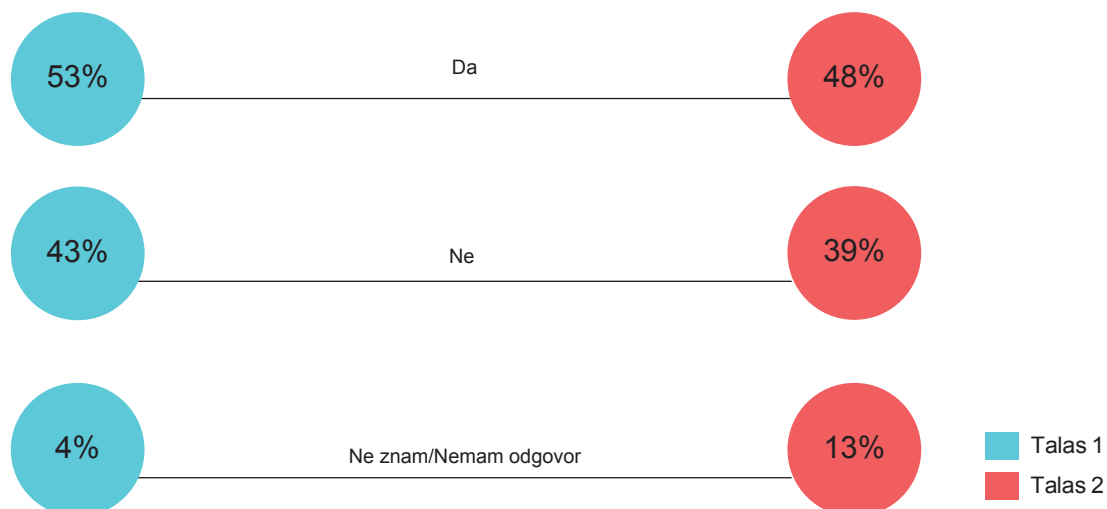 53%
Da
48%
43%
Ne
39%
4%
Ne znam/Nemam odgovor
13%
Talas 1
Talas 2